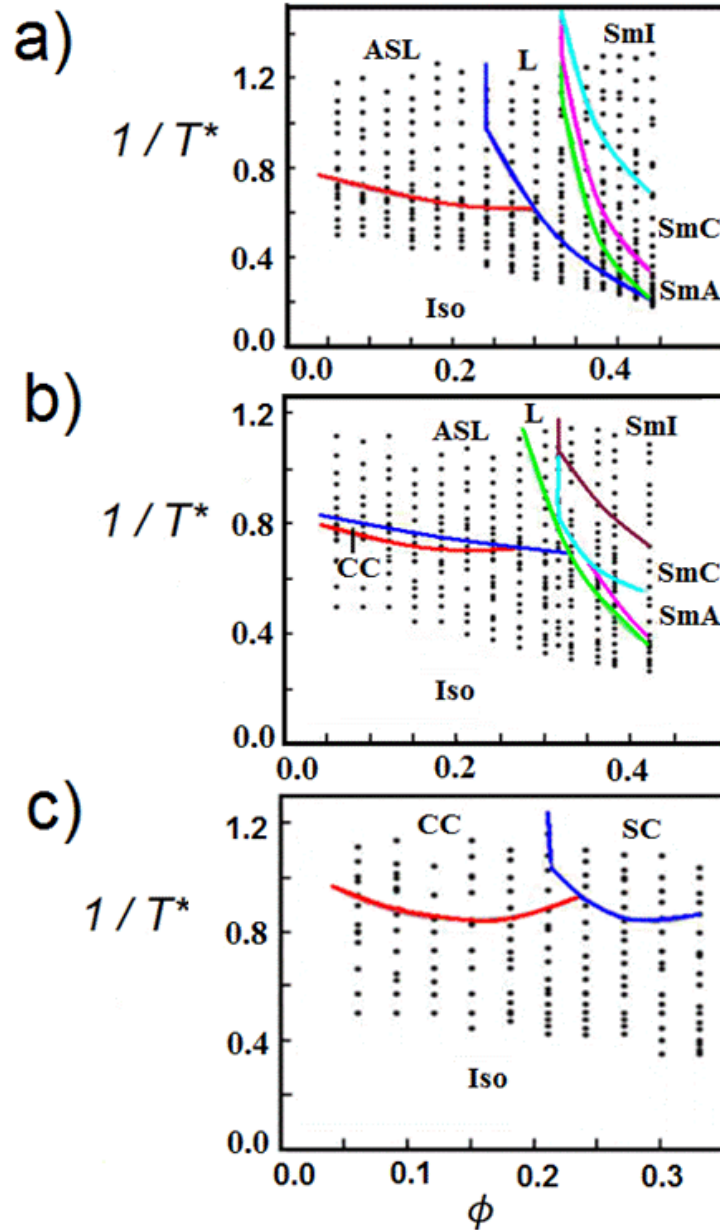 a)
ASL L SmI
1.2
1 / T*
0.8
SmC
0.4
SmA
Iso
0.0
0.0 0.2 0.4
b)
L
1.2
ASL SmI
1 / T*
0.8
CC
SmC
SmA
0.4
Iso
0.0
0.0 0.2 0.4
c)
1.2
CC SC
1 / T*
0.8
0.4
Iso
0.0
0.0 0.1 0.2 0.3
ϕ